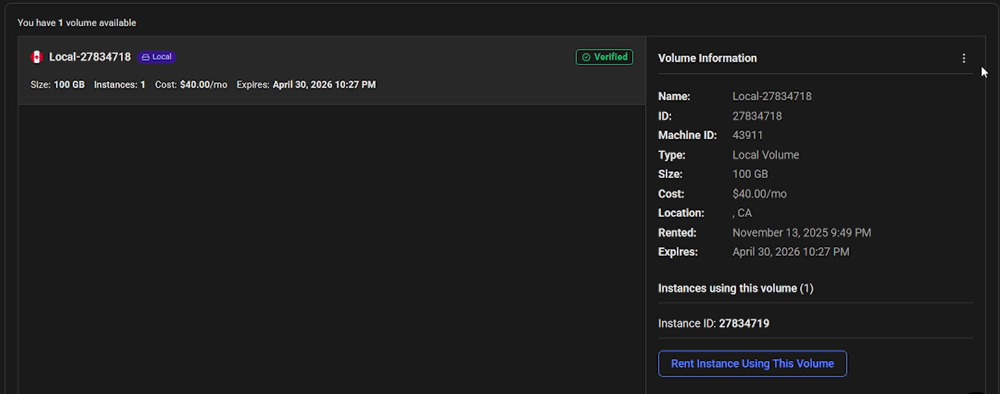 You have 1 volume available
Local-27834718 Local Verified
Size: 100 GB Instances: 1 Cost: $40.00/mo Expires: April 30, 2026 10:27 PM
Volume Information
Name: Local-27834718
ID: 27834718
Machine ID: 43911
Type: Local Volume
Size: 100 GB
Cost: $40.00/mo
Location: , CA
Rented: November 13, 2025 9:49 PM
Expires: April 30, 2026 10:27 PM
Instances using this volume (1)
Instance ID: 27834719
Rent Instance Using This Volume